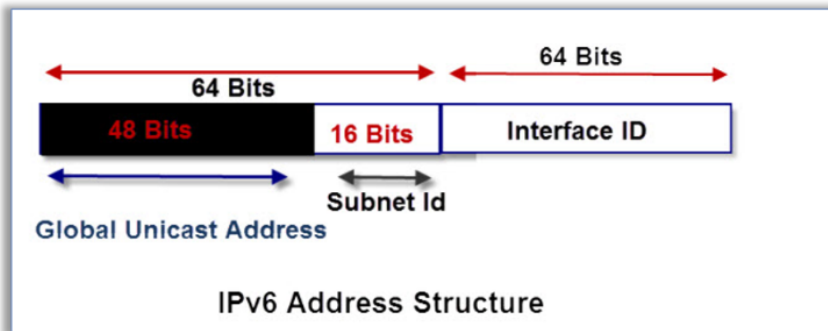 64 Bits
64 Bits
48 Bits
16 Bits
Interface ID
Subnet Id
Global Unicast Address
IPv6 Address Structure